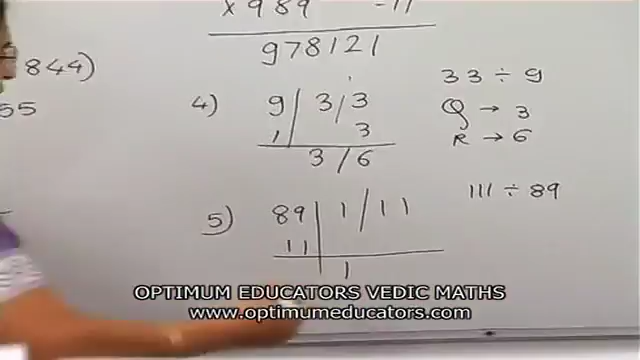 x 989 -11
978121
844)
55
4) 9 / 3 / 3 33 ÷ 9
1 3 Q → 3
3 / 6 R → 6
5) 89 | 1 / 11 111 ÷ 89
11
1
OPTIMUM EDUCATORS VEDIC MATHS
www.optimumeducators.com